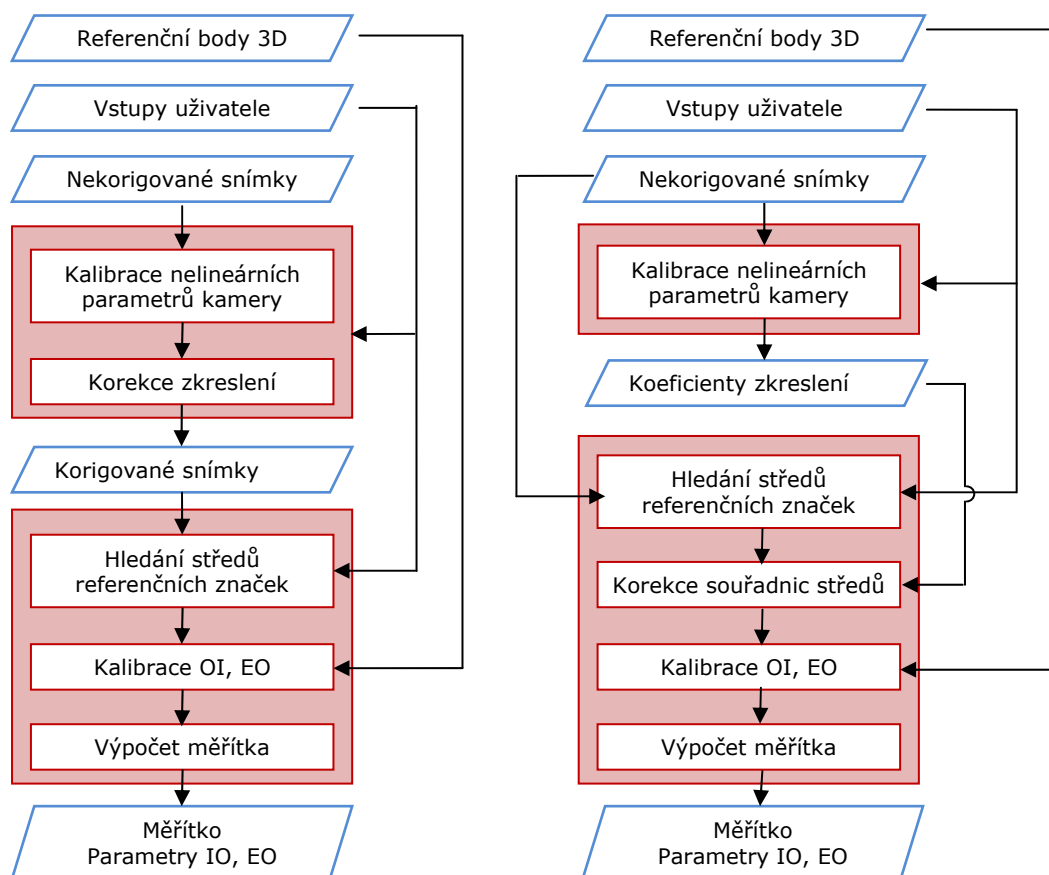 Referenční body 3D
Vstupy uživatele
Nekorigované snímky
Kalibrace nelineárních
parametrů kamery
Korekce zkreslení
Korigované snímky
Hledání středů
referenčních značek
Kalibrace OI, EO
Výpočet měřítka
Měřítko
Parametry IO, EO
Referenční body 3D
Vstupy uživatele
Nekorigované snímky
Kalibrace nelineárních
parametrů kamery
Koeficienty zkreslení
Hledání středů
referenčních značek
Korekce souřadnic středů
Kalibrace OI, EO
Výpočet měřítka
Měřítko
Parametry IO, EO